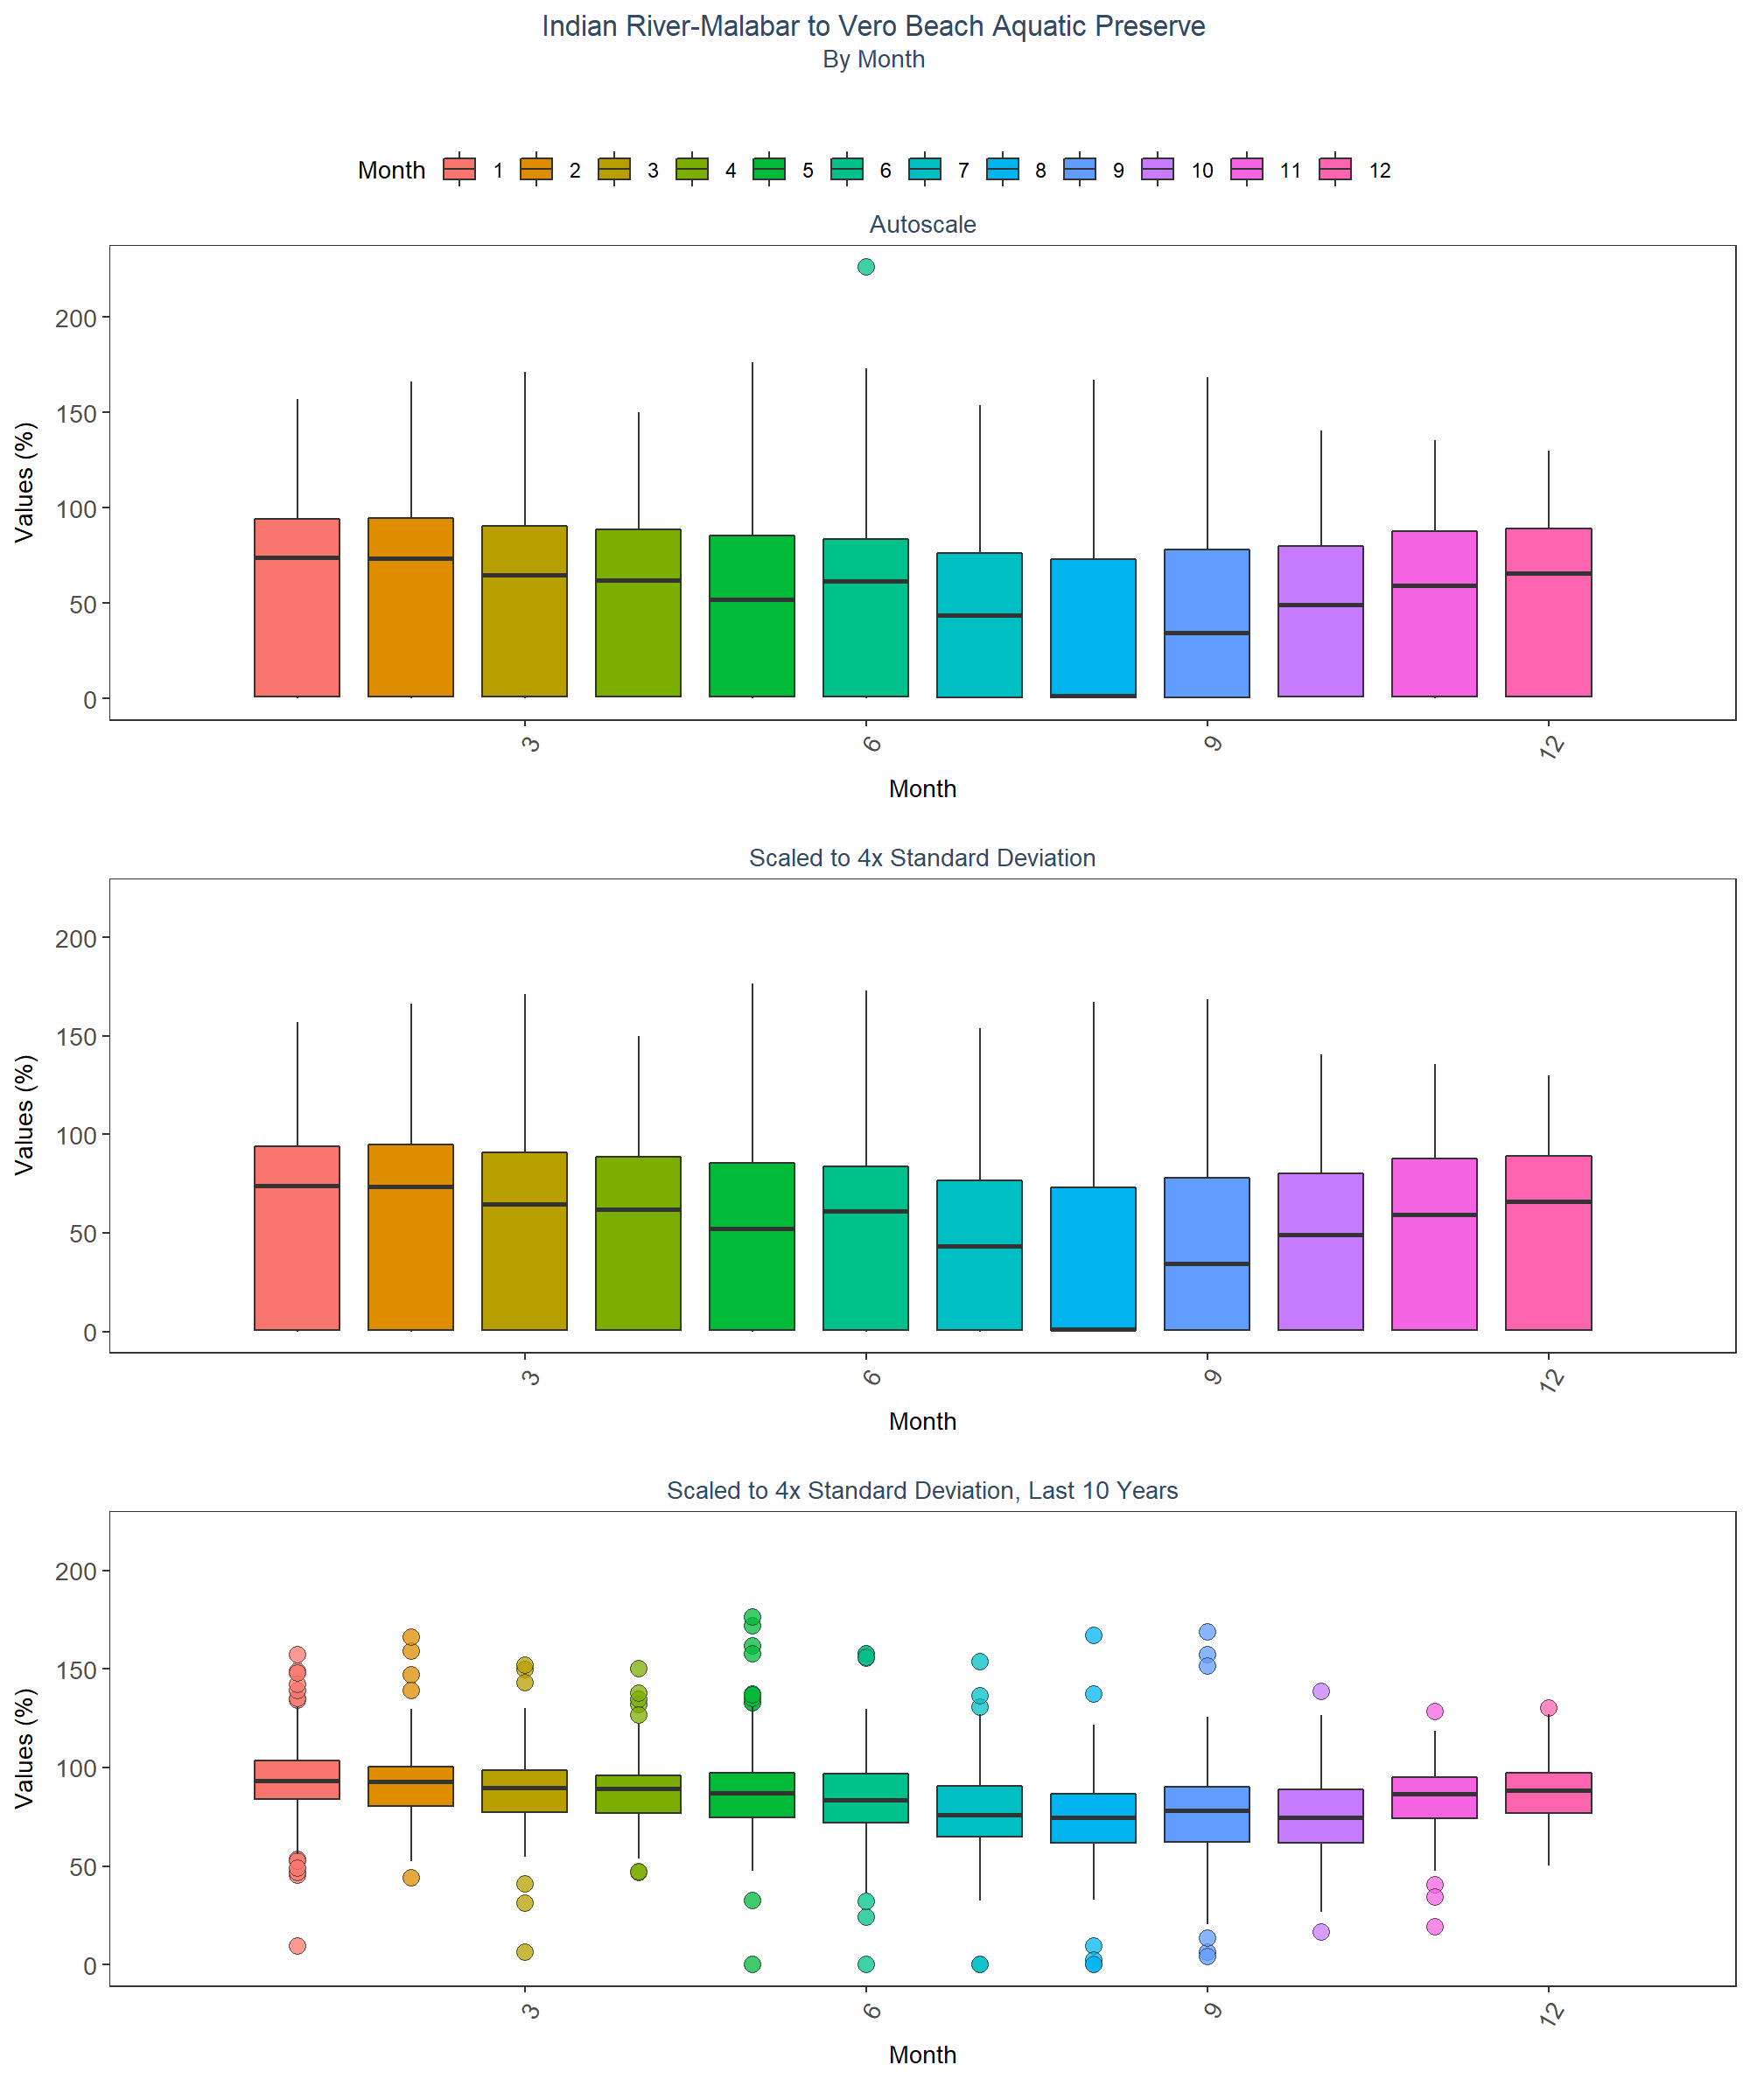 Indian River-Malabar to Vero Beach Aquatic Preserve
By Month
Month 1 2 3 4 5 6 7 8 9 10 11 12
Autoscale
Values (%)
200
150
100
50
0
3 6 9 12
Month
Scaled to 4x Standard Deviation
Values (%)
200
150
100
50
0
3 6 9 12
Month
Scaled to 4x Standard Deviation, Last 10 Years
Values (%)
200
150
100
50
0
3 6 9 12
Month